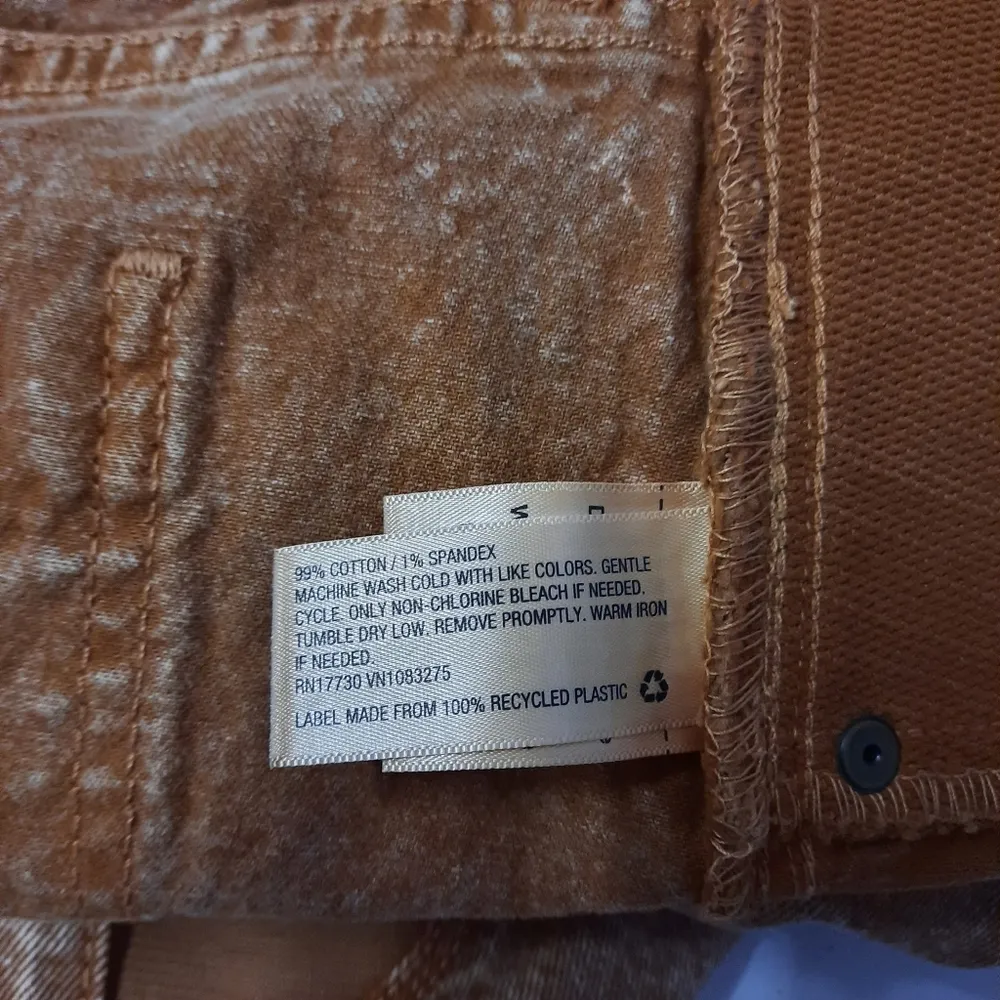 99% COTTON / 1% SPANDEX
MACHINE WASH COLD WITH LIKE COLORS. GENTLE
CYCLE. ONLY NON-CHLORINE BLEACH IF NEEDED.
TUMBLE DRY LOW. REMOVE PROMPTLY. WARM IRON
IF NEEDED.
RN17730 VN1083275
LABEL MADE FROM 100% RECYCLED PLASTIC